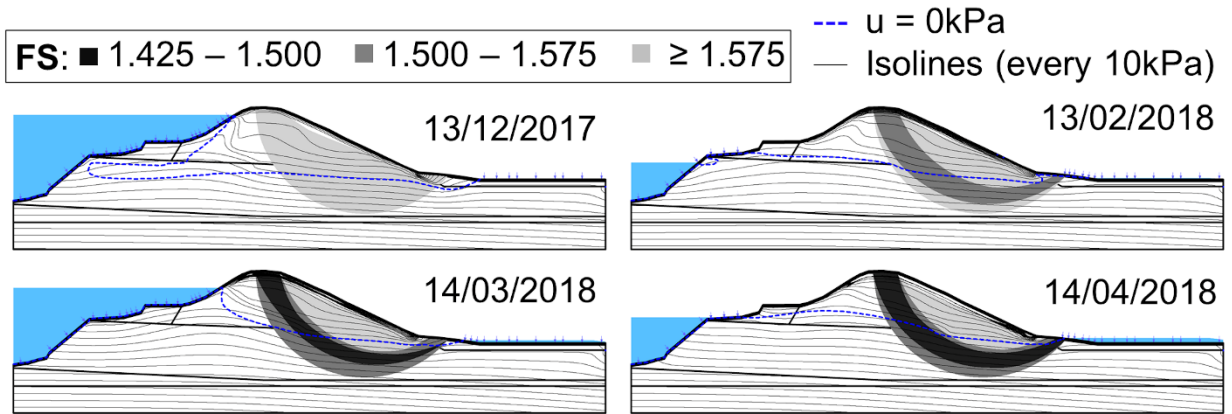 FS: ■ 1.425 – 1.500 ■ 1.500 – 1.575 ■ ≥ 1.575
u = 0kPa
Isolines (every 10kPa)
13/12/2017
13/02/2018
14/03/2018
14/04/2018